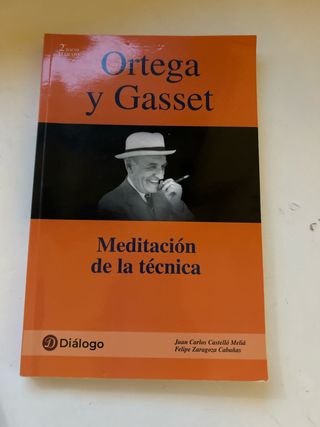 Ortega
y Gasset
Meditación
de la técnica
Diálogo
Juan Carlos Castelló Meliá
Felipe Zaragoza Cabañas